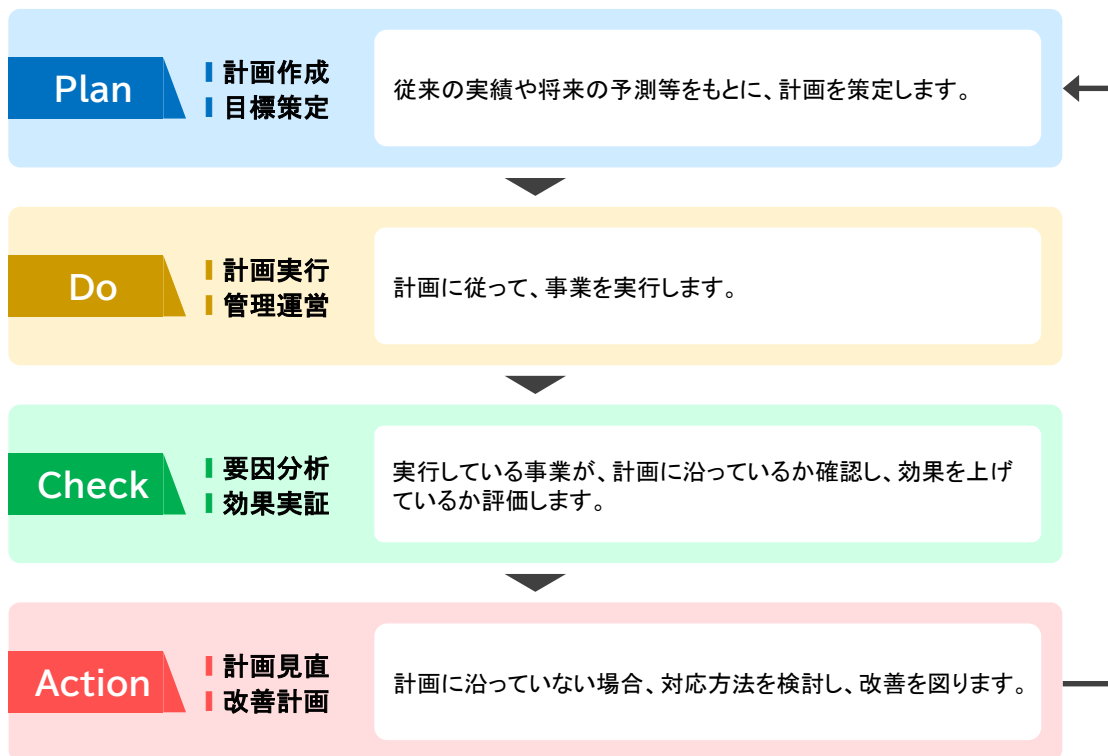 Plan
計画作成
目標策定
従来の実績や将来の予測等をもとに、計画を策定します。
Do
計画実行
管理運営
計画に従って、事業を実行します。
Check
要因分析
効果実証
実行している事業が、計画に沿っているか確認し、効果を上げ
ているか評価します。
Action
計画見直
改善計画
計画に沿っていない場合、対応方法を検討し、改善を図ります。